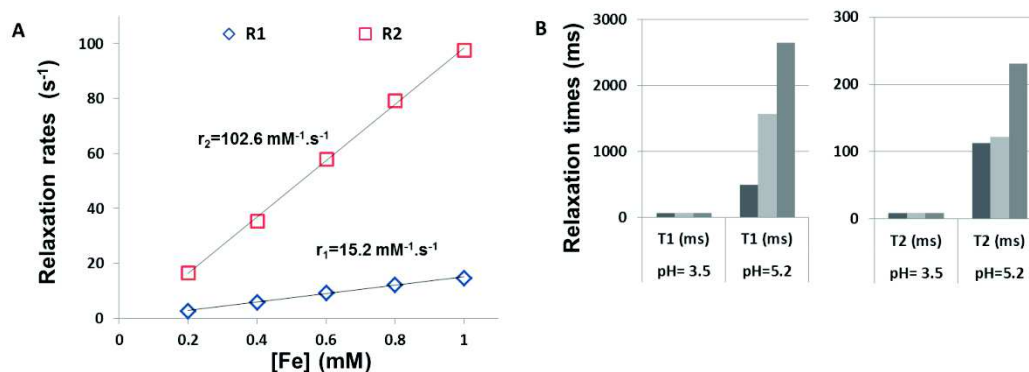 A
R1 R2
Relaxation rates (s⁻¹)
100
80
60
40
20
0
r₂=102.6 mM⁻¹.s⁻¹
r₁=15.2 mM⁻¹.s⁻¹
0 0.2 0.4 0.6 0.8 1
[Fe] (mM)
B
Relaxation times (ms)
3000
2000
1000
0
T1 (ms) T1 (ms)
pH= 3.5 pH=5.2
300
200
100
0
T2 (ms) T2 (ms)
pH= 3.5 pH=5.2